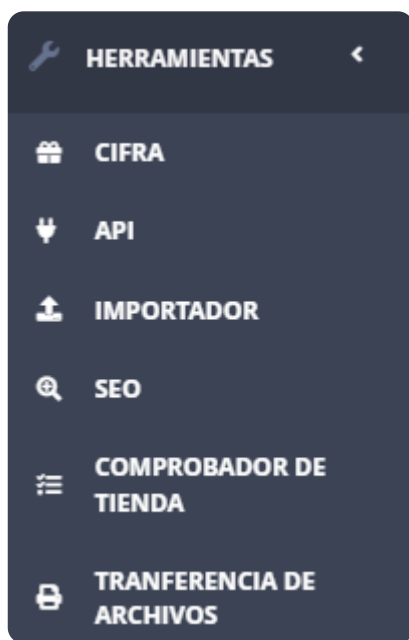 HERRAMIENTAS
CIFRA
API
IMPORTADOR
SEO
COMPROBADOR DE
TIENDA
TRANFERENCIA DE
ARCHIVOS